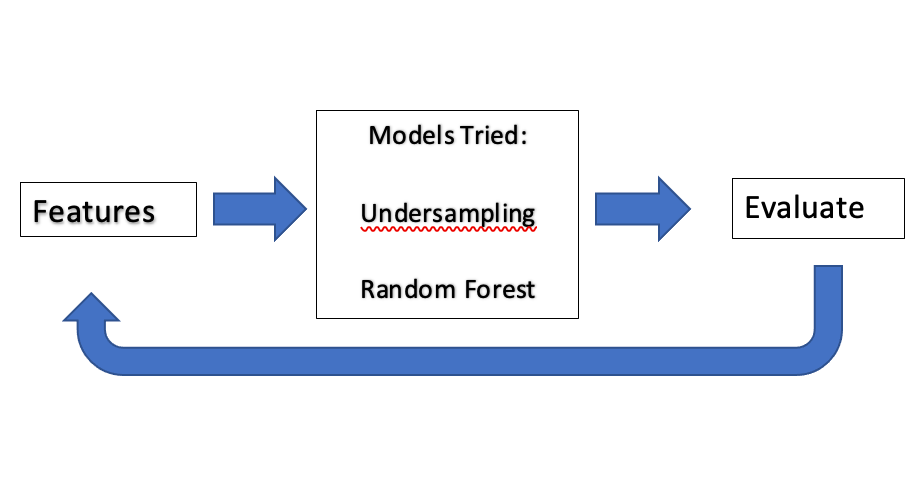 Features
Models Tried:
Undersampling
Random Forest
Evaluate